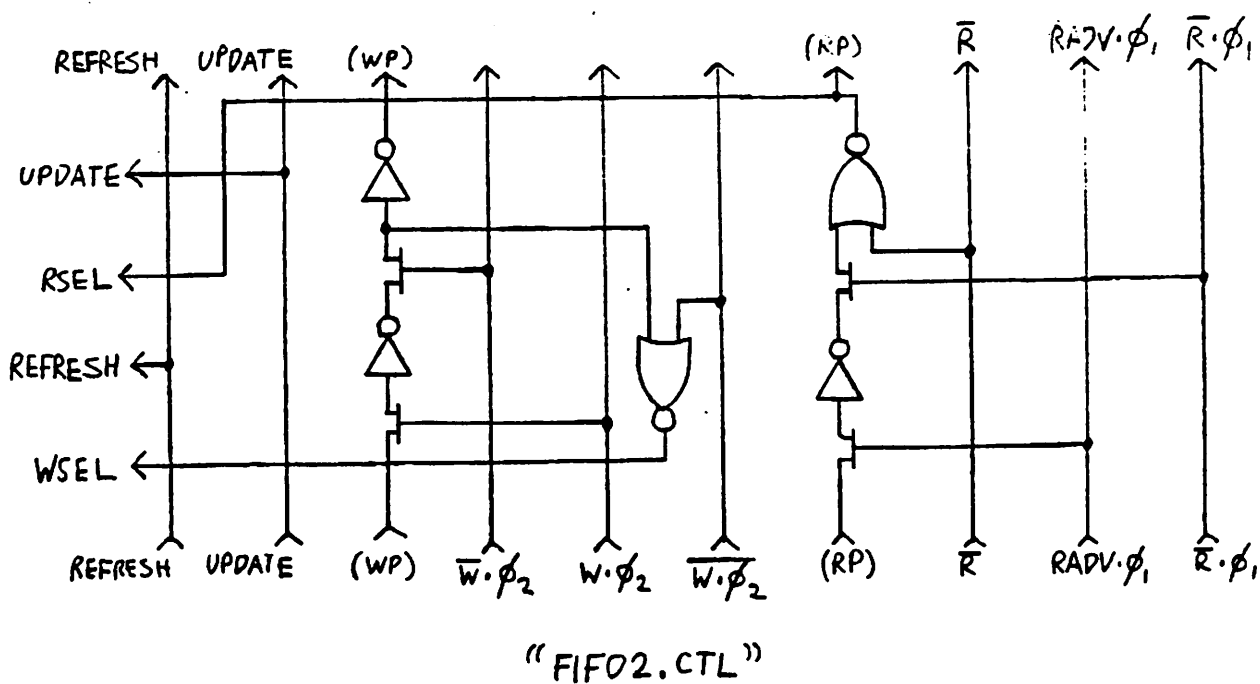 REFRESH UPDATE (WP) (RP) R̅ RADV·ϕ₁ R̅·ϕ₁
UPDATE
RSEL
REFRESH
WSEL
REFRESH UPDATE (WP) W̅·ϕ₂ W·ϕ₂ W̅·̅ϕ̅₂̅ (RP) R̅ RADV·ϕ₁ R̅·ϕ₁
"FIFO2.CTL"